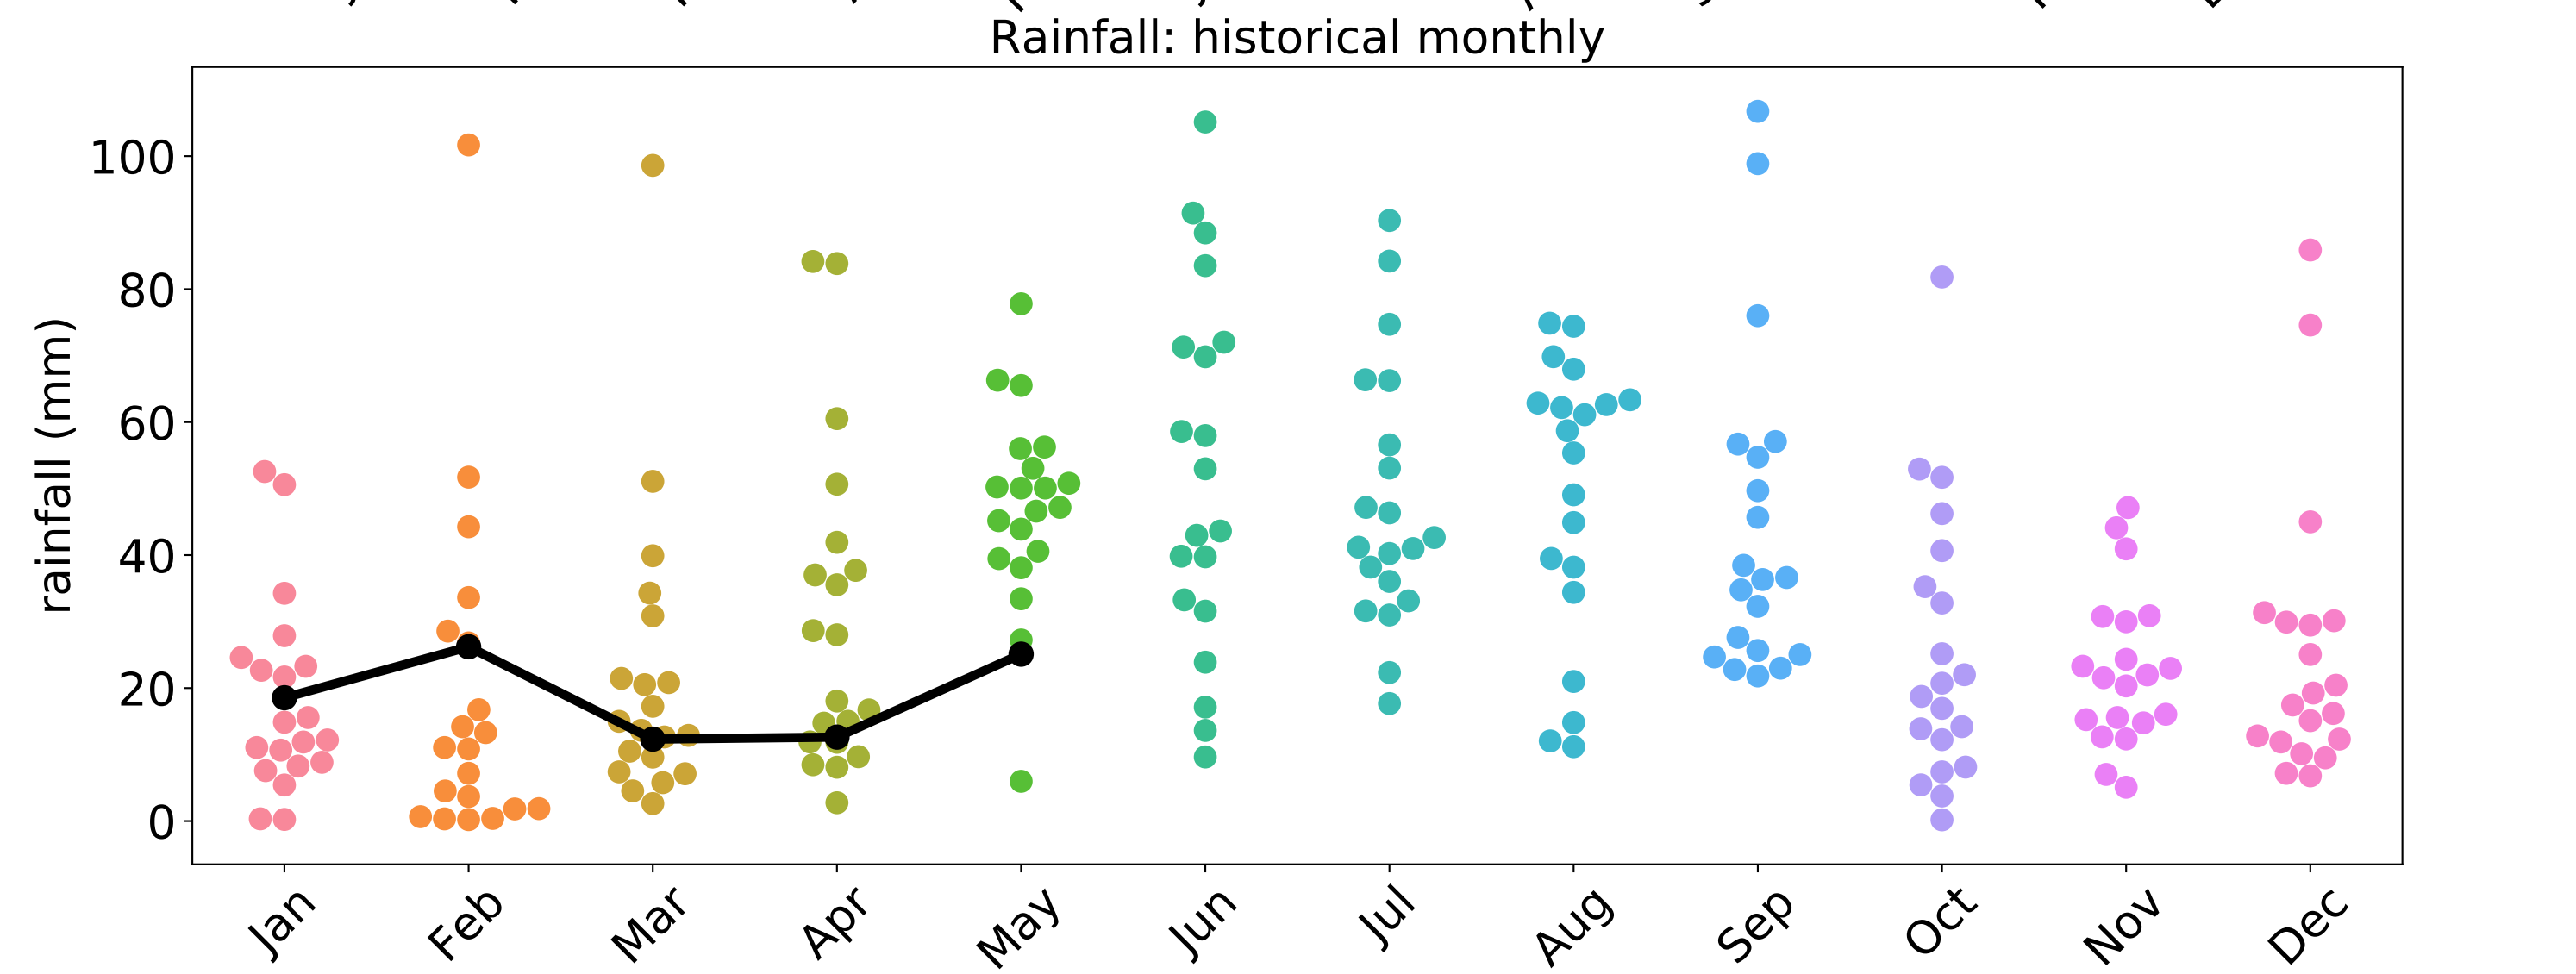 Rainfall: historical monthly
rainfall (mm)
100
80
60
40
20
0
Jan
Feb
Mar
Apr
May
Jun
Jul
Aug
Sep
Oct
Nov
Dec